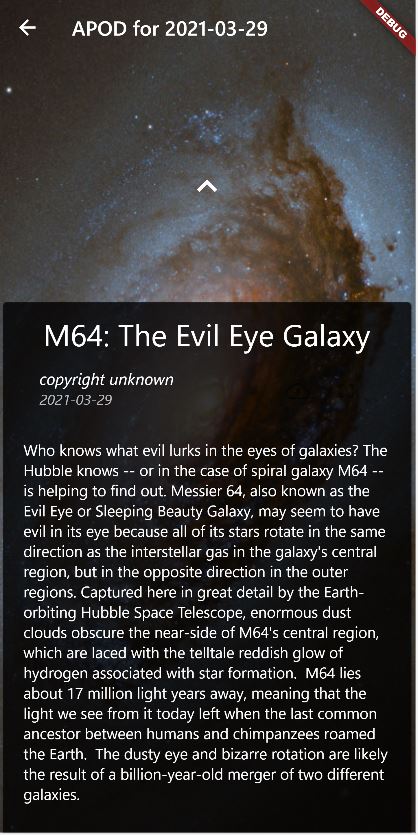 APOD for 2021-03-29
DEBUG
M64: The Evil Eye Galaxy
copyright unknown
2021-03-29
Who knows what evil lurks in the eyes of galaxies? The
Hubble knows -- or in the case of spiral galaxy M64 --
is helping to find out. Messier 64, also known as the
Evil Eye or Sleeping Beauty Galaxy, may seem to have
evil in its eye because all of its stars rotate in the same
direction as the interstellar gas in the galaxy's central
region, but in the opposite direction in the outer
regions. Captured here in great detail by the Earth-
orbiting Hubble Space Telescope, enormous dust
clouds obscure the near-side of M64's central region,
which are laced with the telltale reddish glow of
hydrogen associated with star formation.  M64 lies
about 17 million light years away, meaning that the
light we see from it today left when the last common
ancestor between humans and chimpanzees roamed
the Earth.  The dusty eye and bizarre rotation are likely
the result of a billion-year-old merger of two different
galaxies.